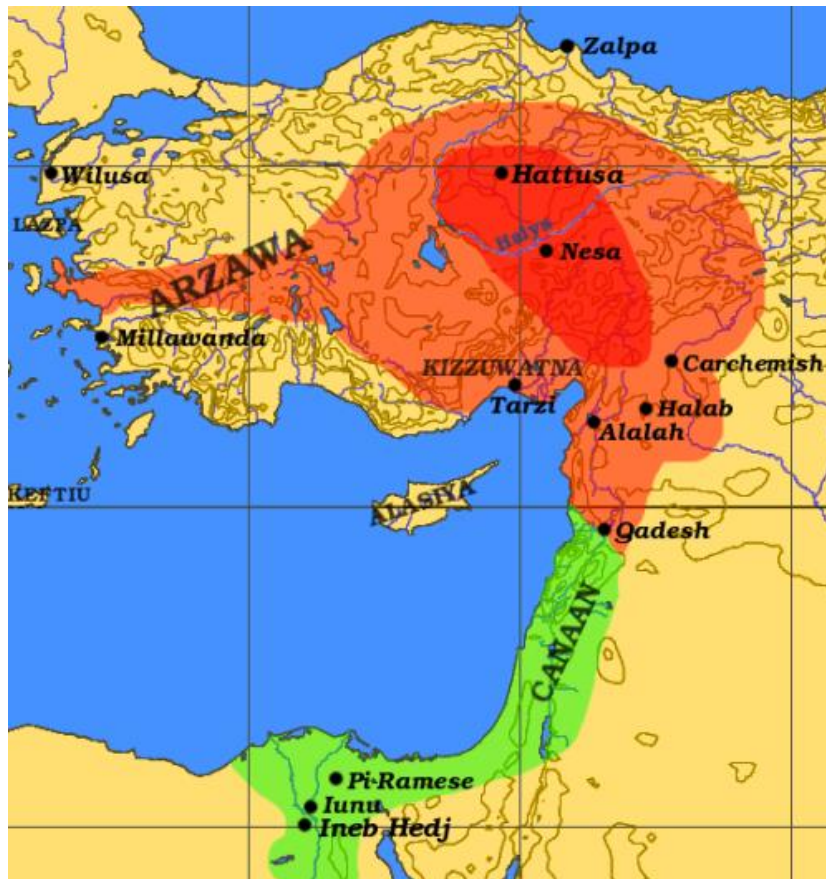 Zalpa
Wilusa
Hattusa
LAZPA
Halys
Nesa
ARZAWA
Millawanda
KIZZUWATNA
Carchemish
Tarzi
Halab
Alalah
KEFTIU
ALASIYA
Qadesh
CANAAN
Pi-Ramese
Iunu
Ineb Hedj